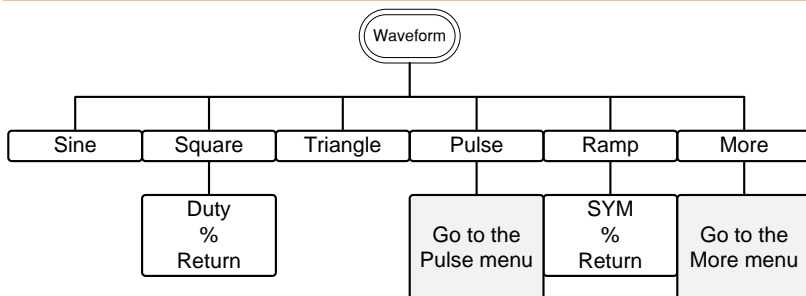 Waveform
Sine
Square
Triangle
Pulse
Ramp
More
Duty
%
Return
Go to the
Pulse menu
SYM
%
Return
Go to the
More menu